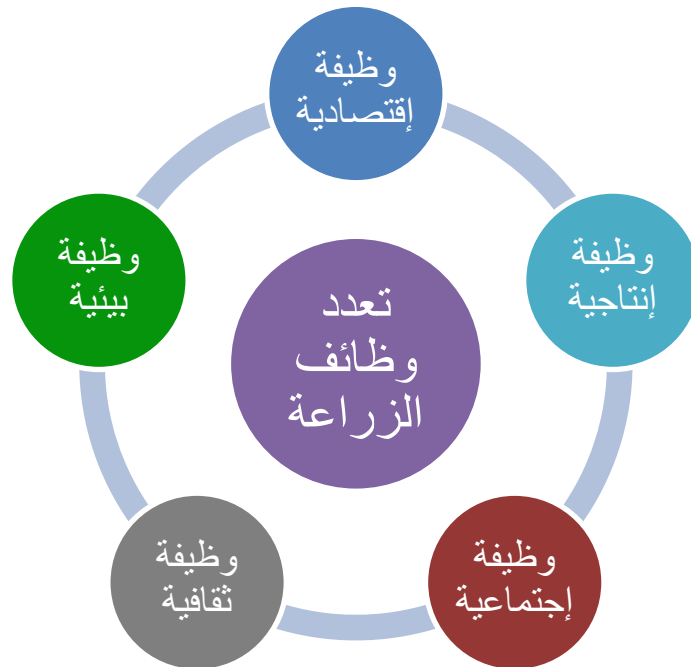 وظيفة
إقتصادية
وظيفة
إنتاجية
وظيفة
إجتماعية
وظيفة
ثقافية
وظيفة
بيئية
تعدد
وظائف
الزراعة